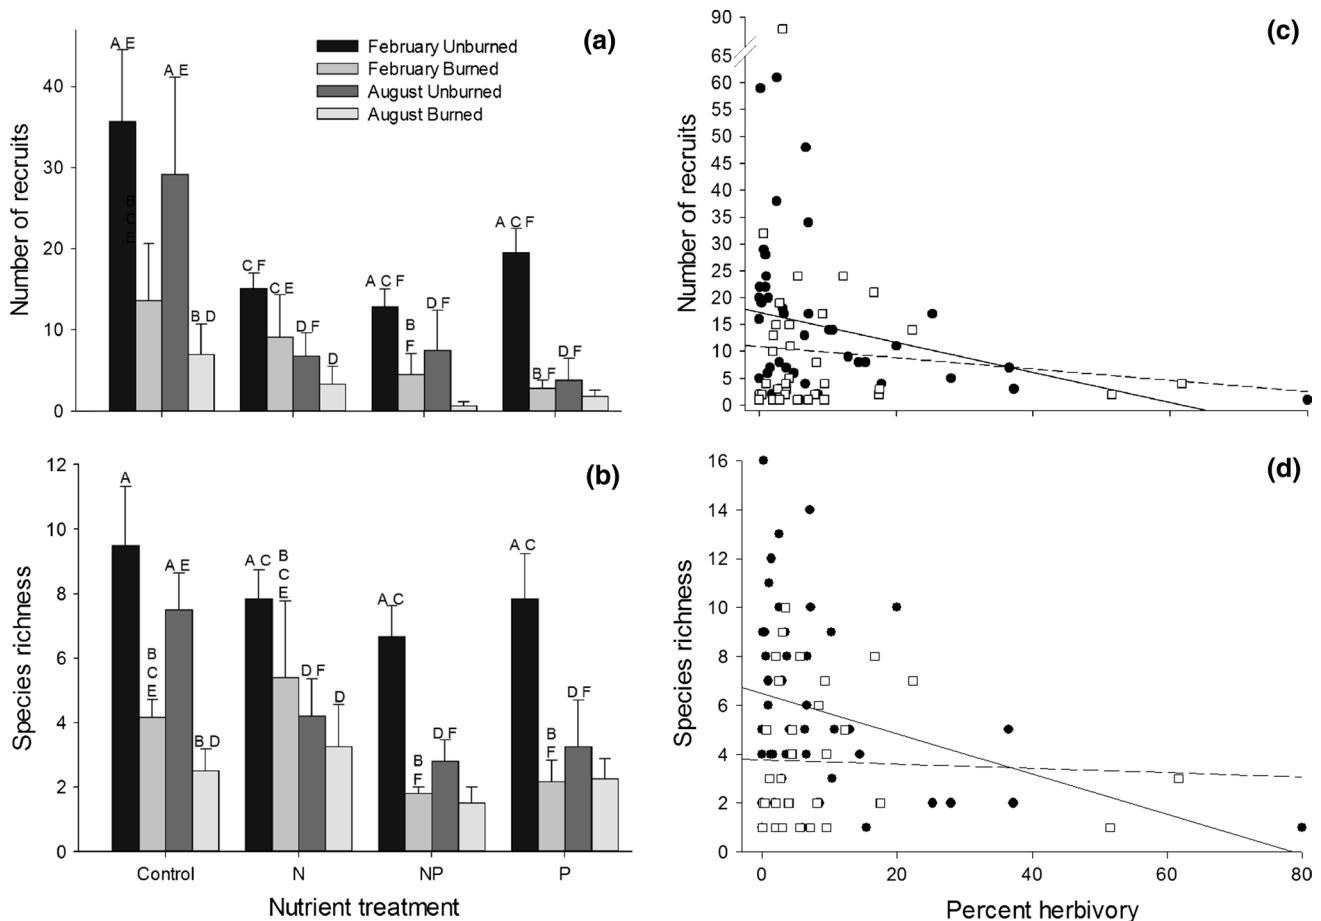 (a)
February Unburned
February Burned
August Unburned
August Burned
Number of recruits
40
30
20
10
0
A E
B
C
E
A E
B D
C F
C E
D F
D
A C F
B
F
D F
A C F
B F
D F
(b)
Species richness
12
10
8
6
4
2
0
A
B
C
E
A E
B D
A C
B
C
E
D F
D
A C
B
F
D F
A C
B
F
D F
Control N NP P
Nutrient treatment
(c)
Number of recruits
90
65
60
55
50
45
40
35
30
25
20
15
10
5
0
(d)
Species richness
16
14
12
10
8
6
4
2
0
0 20 40 60 80
Percent herbivory